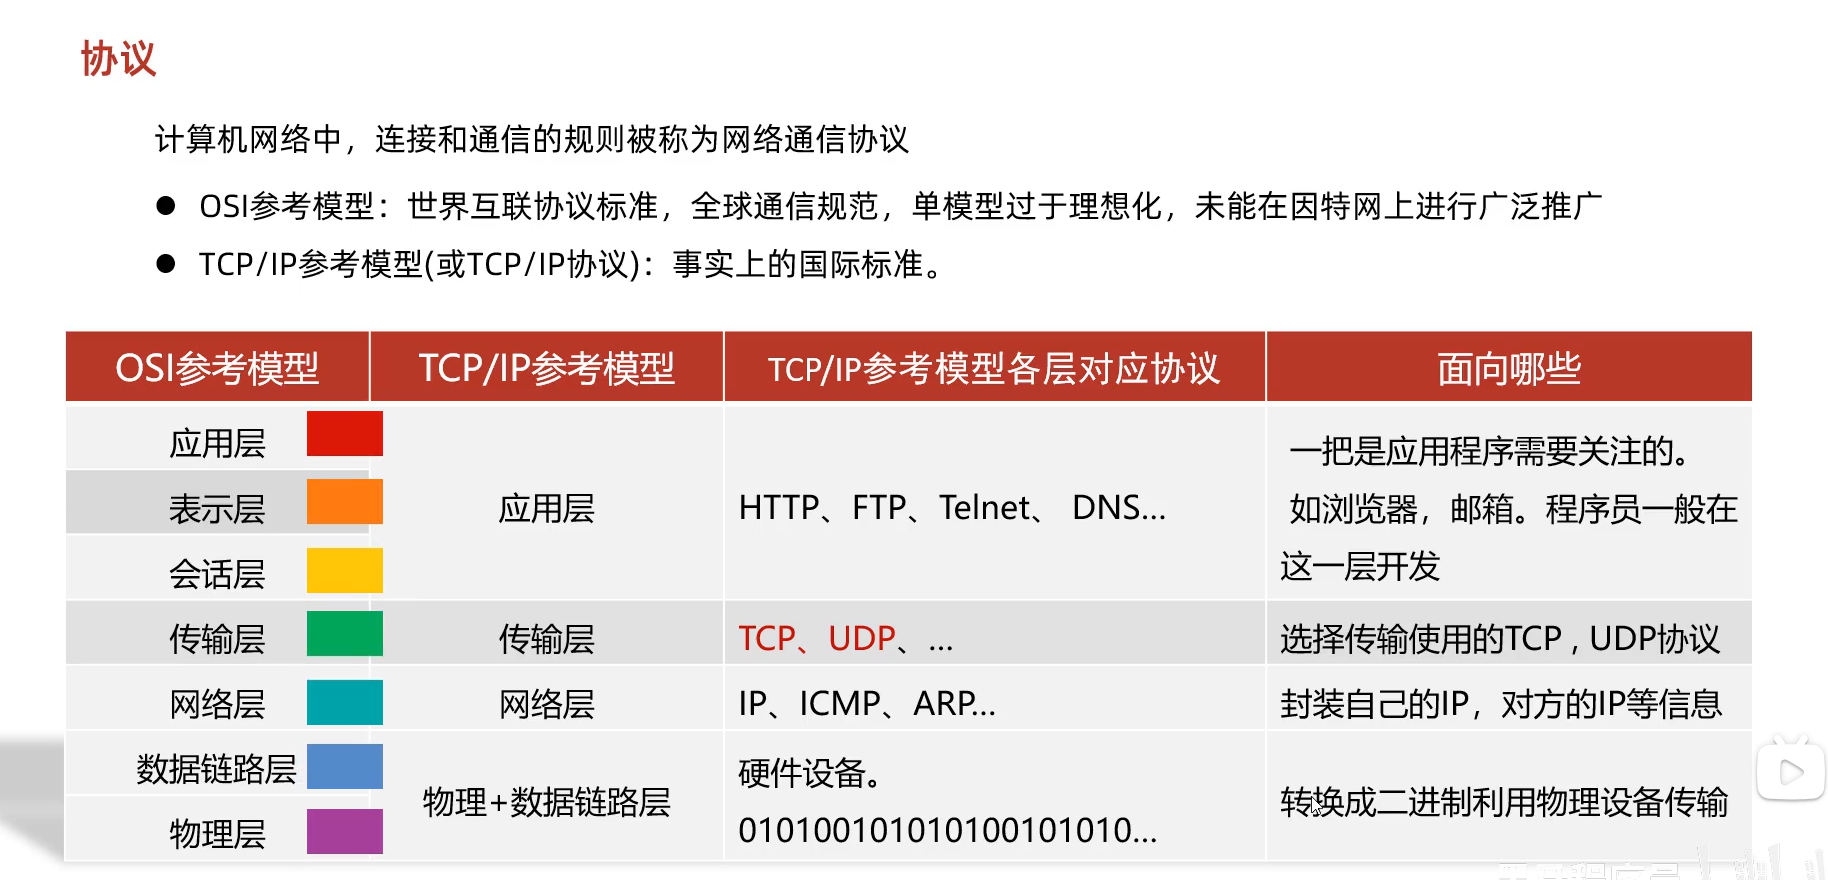 协议
计算机网络中，连接和通信的规则被称为网络通信协议
● OSI参考模型：世界互联协议标准，全球通信规范，单模型过于理想化，未能在因特网上进行广泛推广
● TCP/IP参考模型(或TCP/IP协议)：事实上的国际标准。
OSI参考模型 TCP/IP参考模型 TCP/IP参考模型各层对应协议 面向哪些
应用层
表示层
会话层
应用层
HTTP、FTP、Telnet、 DNS...
一把是应用程序需要关注的。
如浏览器，邮箱。程序员一般在
这一层开发
传输层 传输层 TCP、UDP、... 选择传输使用的TCP , UDP协议
网络层 网络层 IP、ICMP、ARP... 封装自己的IP，对方的IP等信息
数据链路层
物理层
物理+数据链路层
硬件设备。
010100101010100101010...
转换成二进制利用物理设备传输